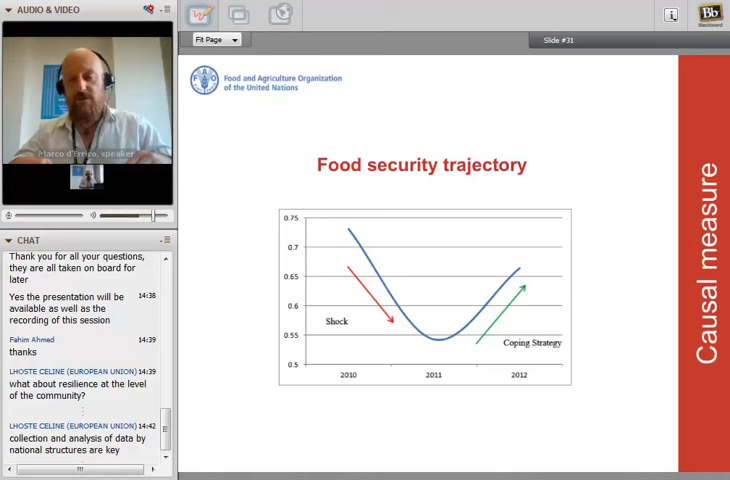 AUDIO & VIDEO
Marco d'Errico, speaker
CHAT
Thank you for all your questions,
they are all taken on board for
later
Yes the presentation will be 14:38
available as well as the
recording of this session
Fahim Ahmed 14:39
thanks
LHOSTE CELINE (EUROPEAN UNION) 14:39
what about resilience at the level
of the community?
LHOSTE CELINE (EUROPEAN UNION) 14:42
collection and analysis of data by
national structures are key
Fit Page
Slide #31
i
Bb
Blackboard
FAO
Food and Agriculture Organization
of the United Nations
Food security trajectory
0.75
0.7
0.65
0.6
0.55
0.5
Shock
Coping Strategy
2010 2011 2012
Causal measure